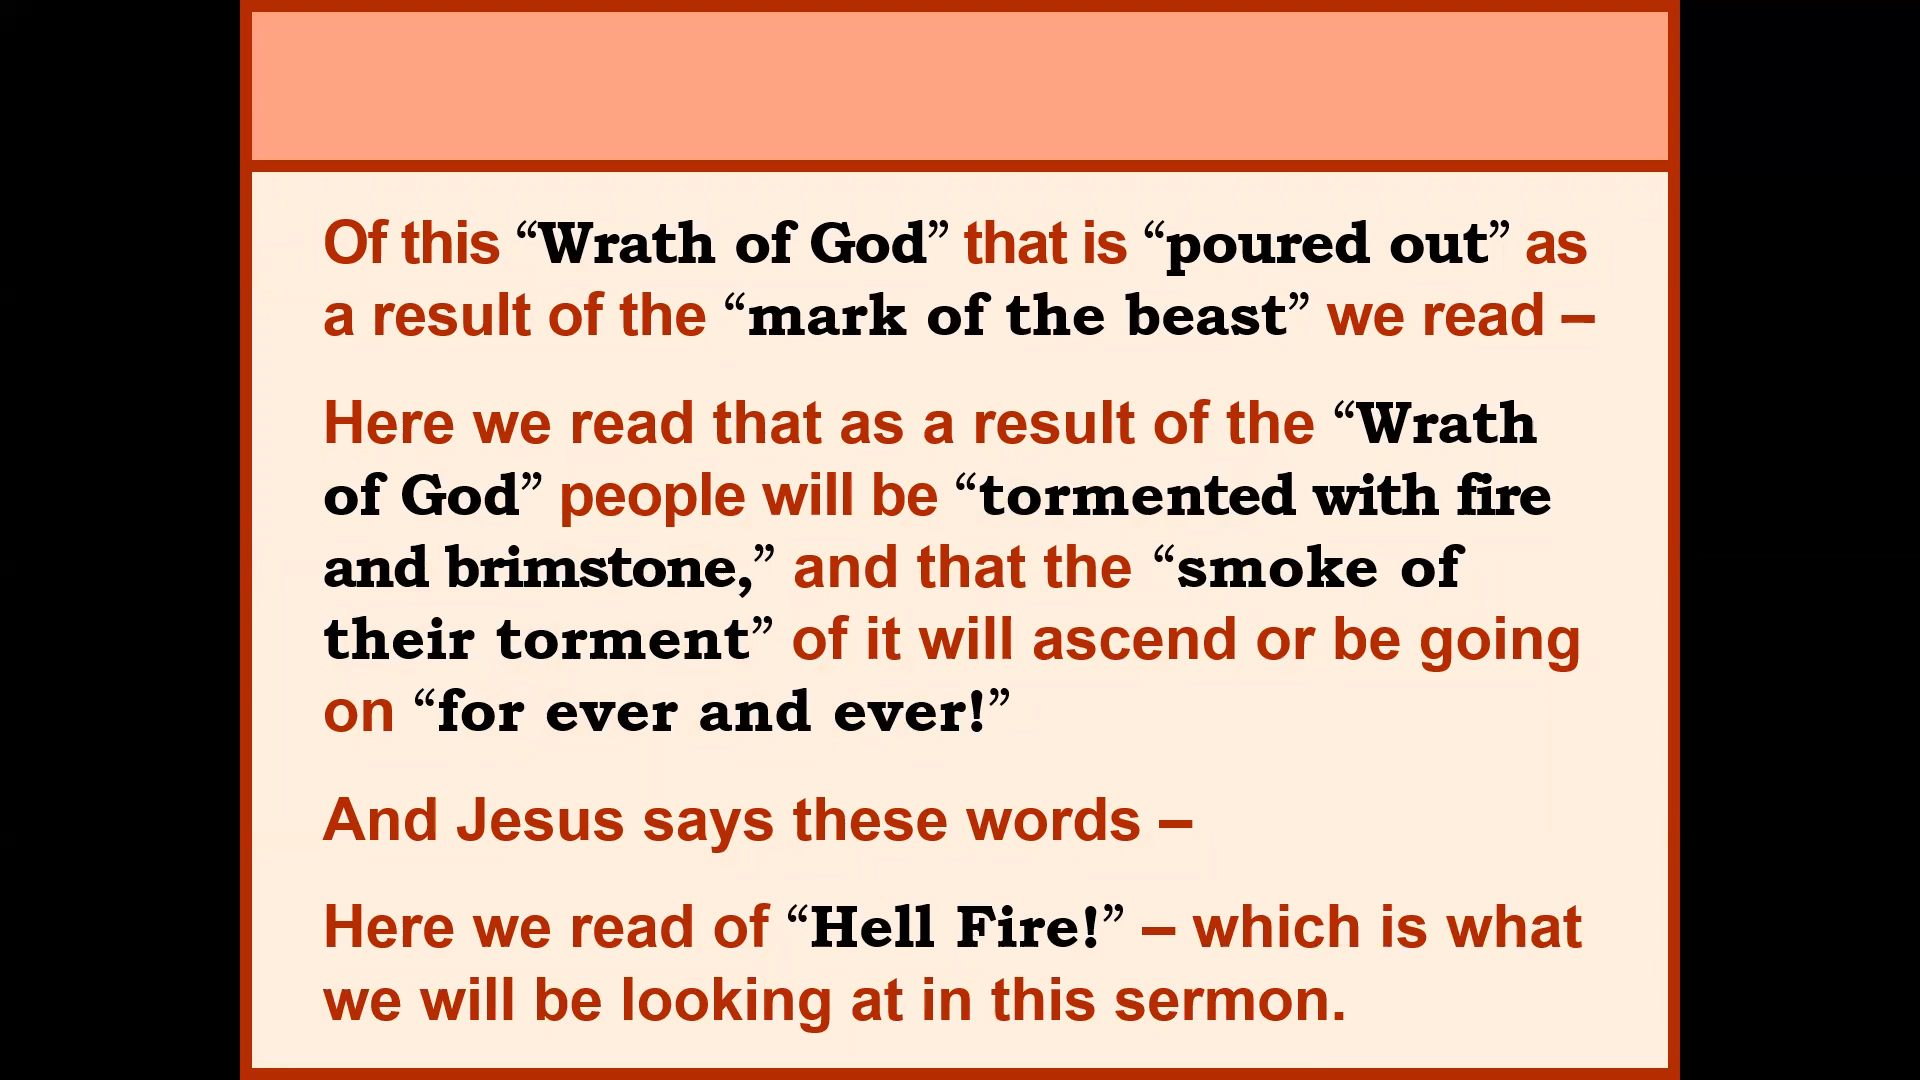 Of this “Wrath of God” that is “poured out” as
a result of the “mark of the beast” we read –
Here we read that as a result of the “Wrath
of God” people will be “tormented with fire
and brimstone,” and that the “smoke of
their torment” of it will ascend or be going
on “for ever and ever!”
And Jesus says these words –
Here we read of “Hell Fire!” – which is what
we will be looking at in this sermon.